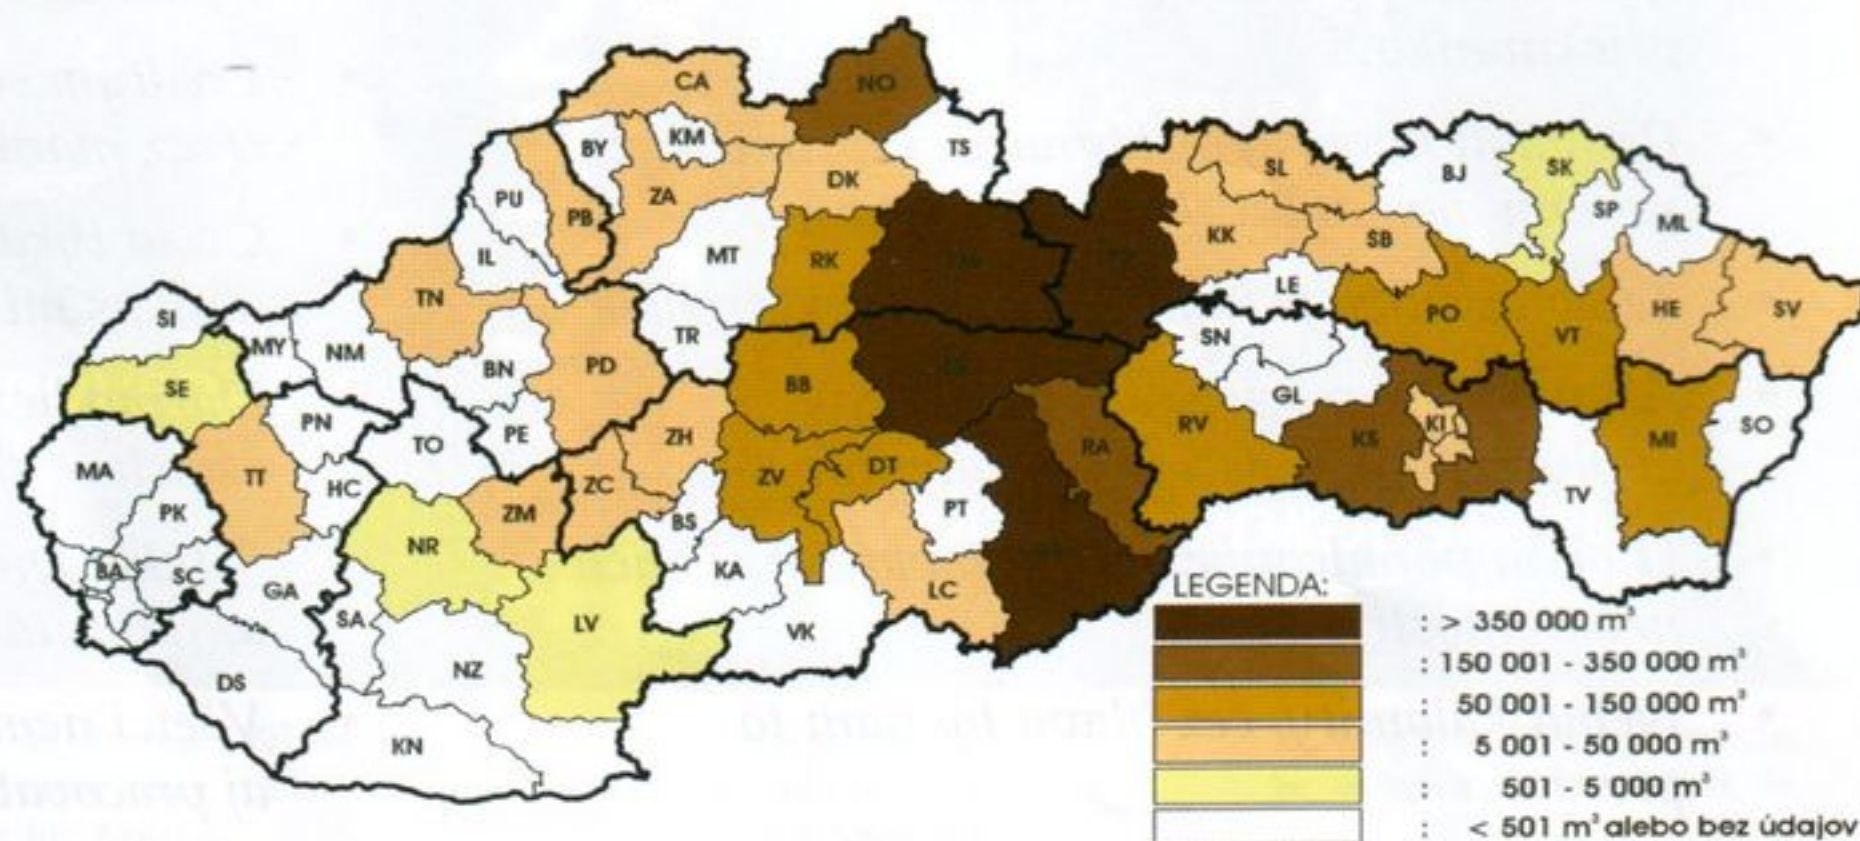 CA
NO
BY
KM
TS
PU
PB
ZA
DK
SL
BJ
SK
SP
ML
IL
MT
RK
KK
SB
TN
LE
PO
HE
SV
SI
MY
NM
TR
SN
VT
BN
PD
BB
SE
GL
PN
TO
PE
ZH
RA
RV
KS
KI
MI
SO
MA
TT
HC
ZC
ZV
DT
PK
ZM
BS
PT
TV
NR
BA
SC
GA
KA
LC
SA
LV
VK
NZ
DS
KN
LEGENDA:
: > 350 000 m³
: 150 001 - 350 000 m³
: 50 001 - 150 000 m³
: 5 001 - 50 000 m³
: 501 - 5 000 m³
: < 501 m³ alebo bez údajov